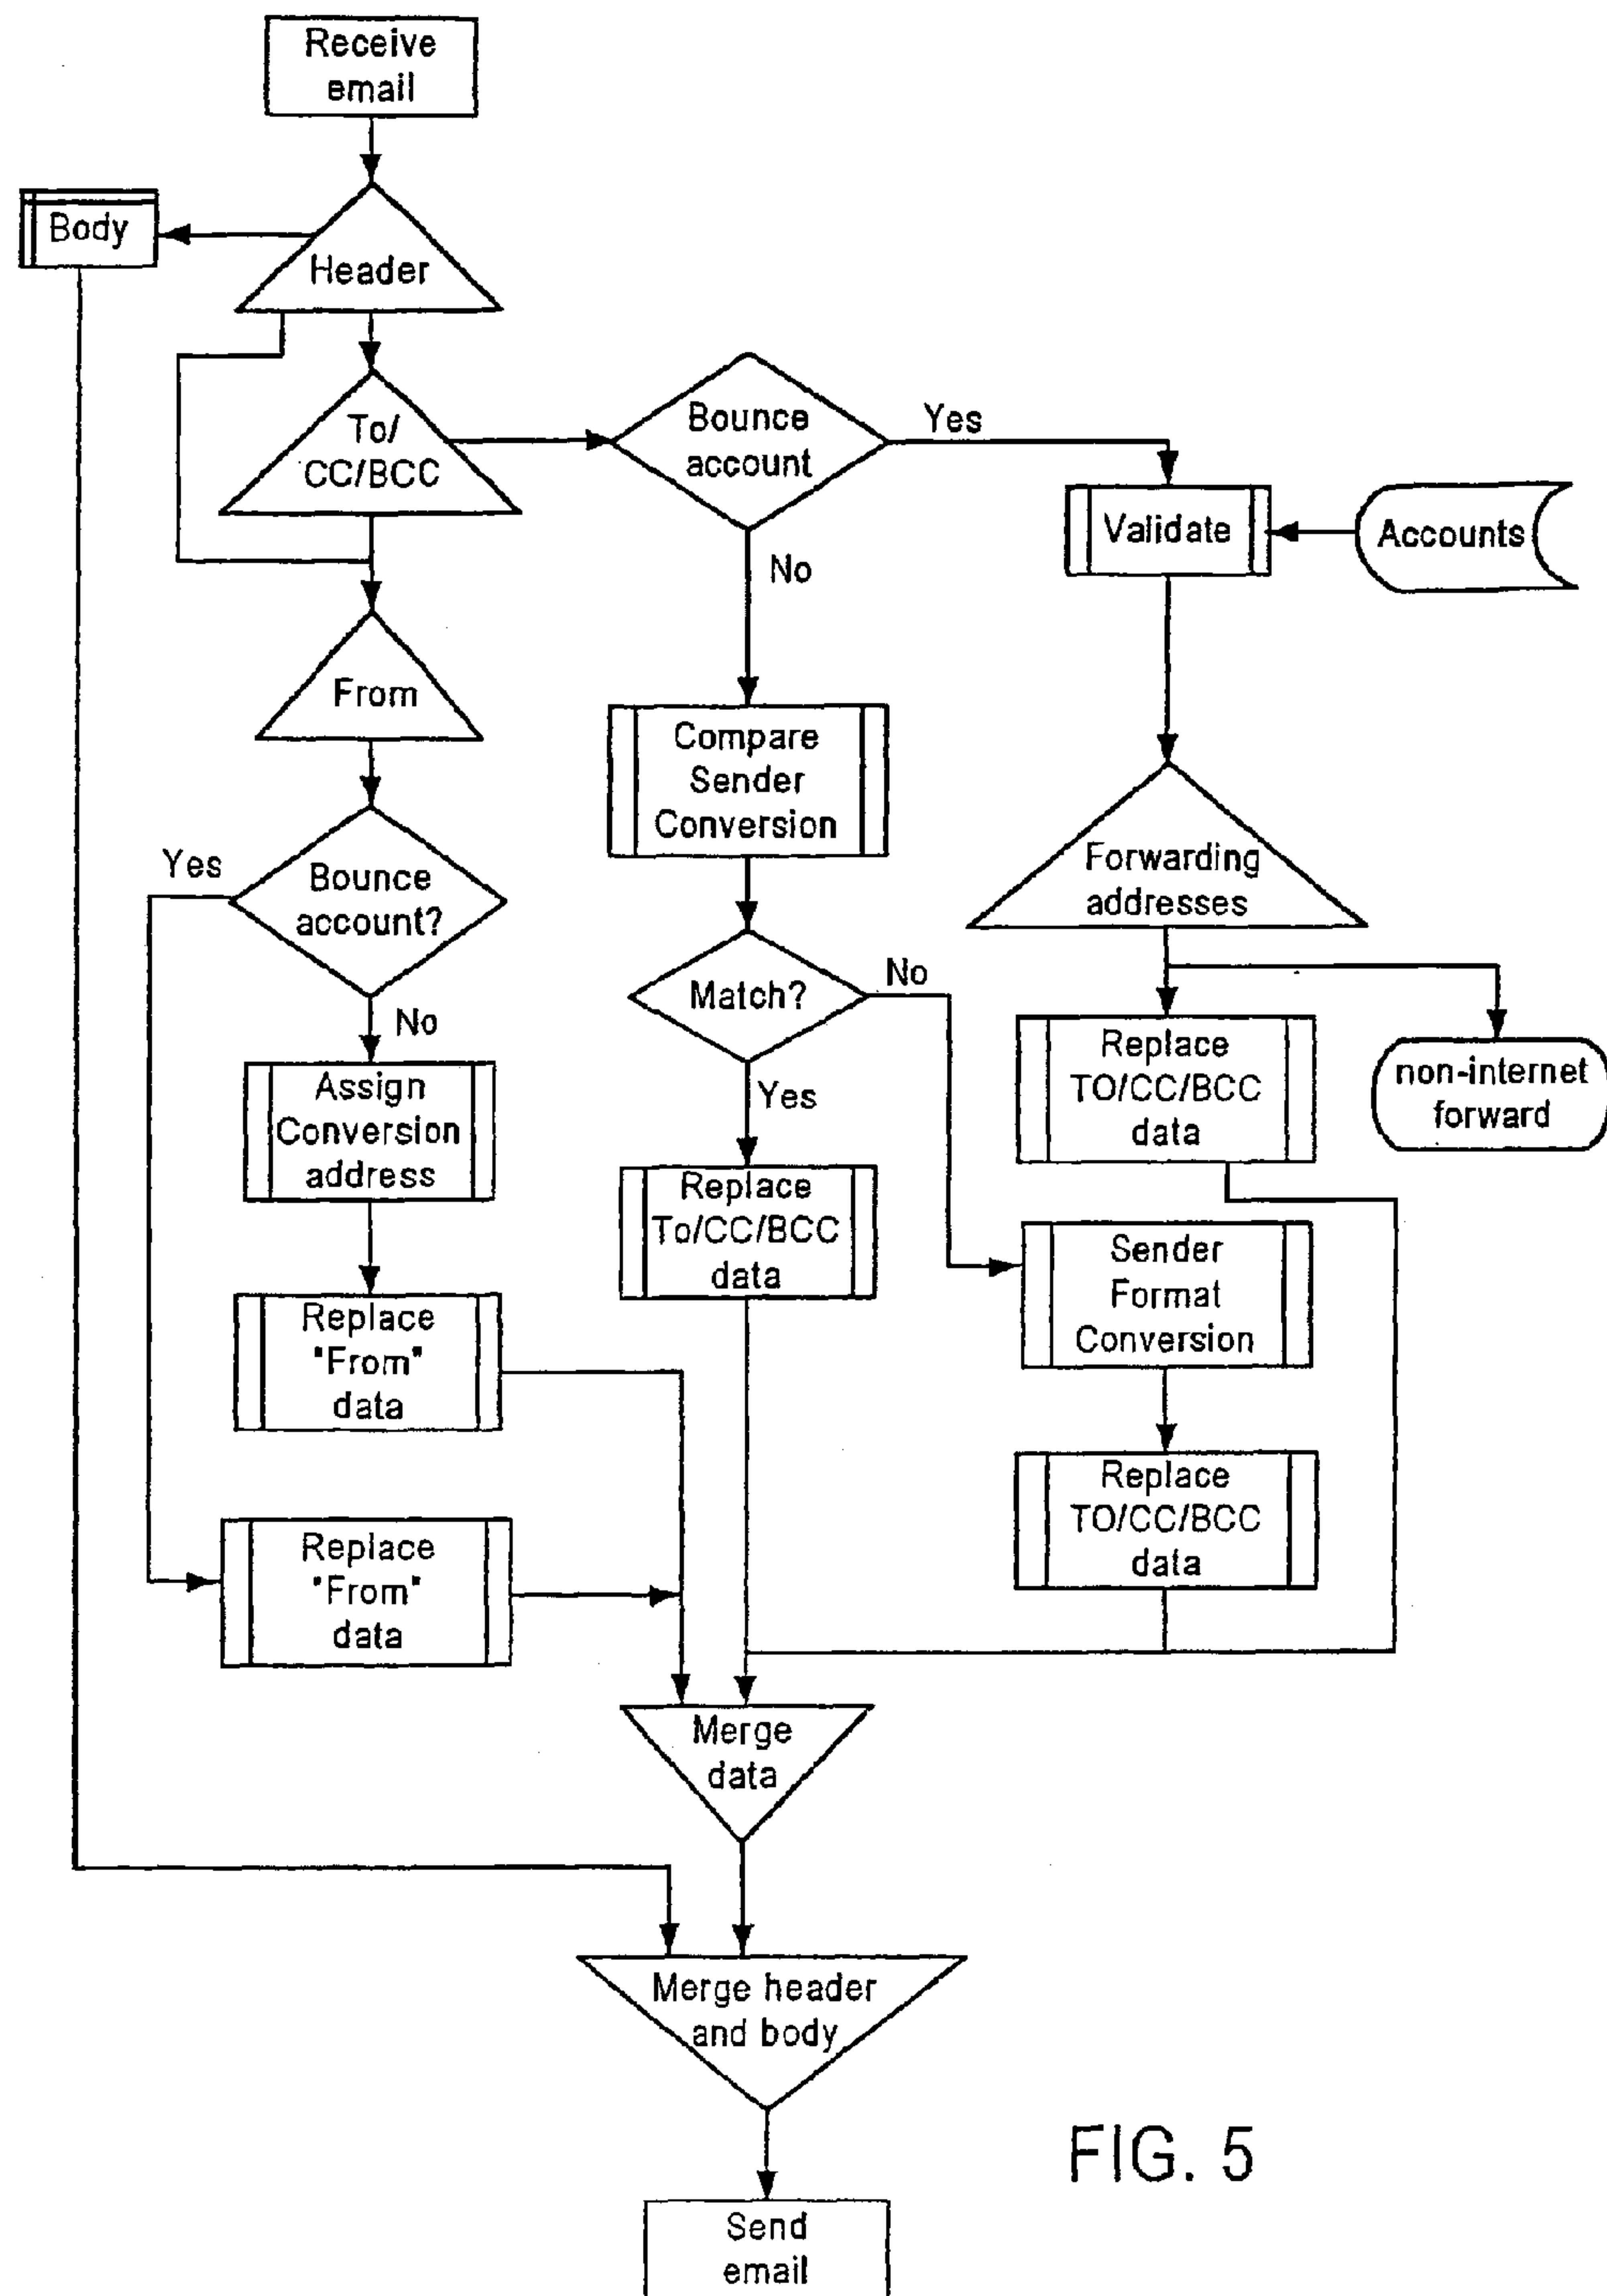 Receive
email
Body
Header
To/
CC/BCC
Bounce
account
Yes
No
Validate
Accounts
From
Compare
Sender
Conversion
Forwarding
addresses
Yes
Bounce
account?
No
Match?
No
Yes
Replace
TO/CC/BCC
data
non-internet
forward
Assign
Conversion
address
Replace
To/CC/BCC
data
Sender
Format
Conversion
Replace
"From"
data
Replace
TO/CC/BCC
data
Replace
"From"
data
Merge
data
Merge header
and body
Send
email
FIG. 5